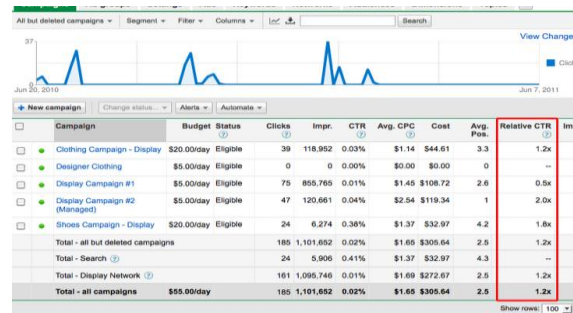 All but deleted campaigns Segment Filter Columns Search
View Change
37
Clic
0
Jun 20, 2010 Jun 7, 2011
+ New campaign Change status... Alerts Automate
Campaign Budget Status Clicks Impr. CTR Avg. CPC Cost Avg. Pos. Relative CTR Im
Clothing Campaign - Display $20.00/day Eligible 39 118,952 0.03% $1.14 $44.61 3.3 1.2x
Designer Clothing $5.00/day Eligible 0 0 0% $0.00 $0.00 0 --
Display Campaign #1 $5.00/day Eligible 75 855,765 0.01% $1.45 $108.72 2.6 0.5x
Display Campaign #2 (Managed) $5.00/day Eligible 47 120,661 0.04% $2.54 $119.34 1 2.0x
Shoes Campaign - Display $20.00/day Eligible 24 6,274 0.38% $1.37 $32.97 4.2 1.8x
Total - all but deleted campaigns 185 1,101,652 0.02% $1.65 $305.64 2.5 1.2x
Total - Search 24 5,906 0.41% $1.37 $32.97 4.3 --
Total - Display Network 161 1,095,746 0.01% $1.69 $272.67 2.5 1.2x
Total - all campaigns $55.00/day 185 1,101,652 0.02% $1.65 $305.64 2.5 1.2x
Show rows: 100